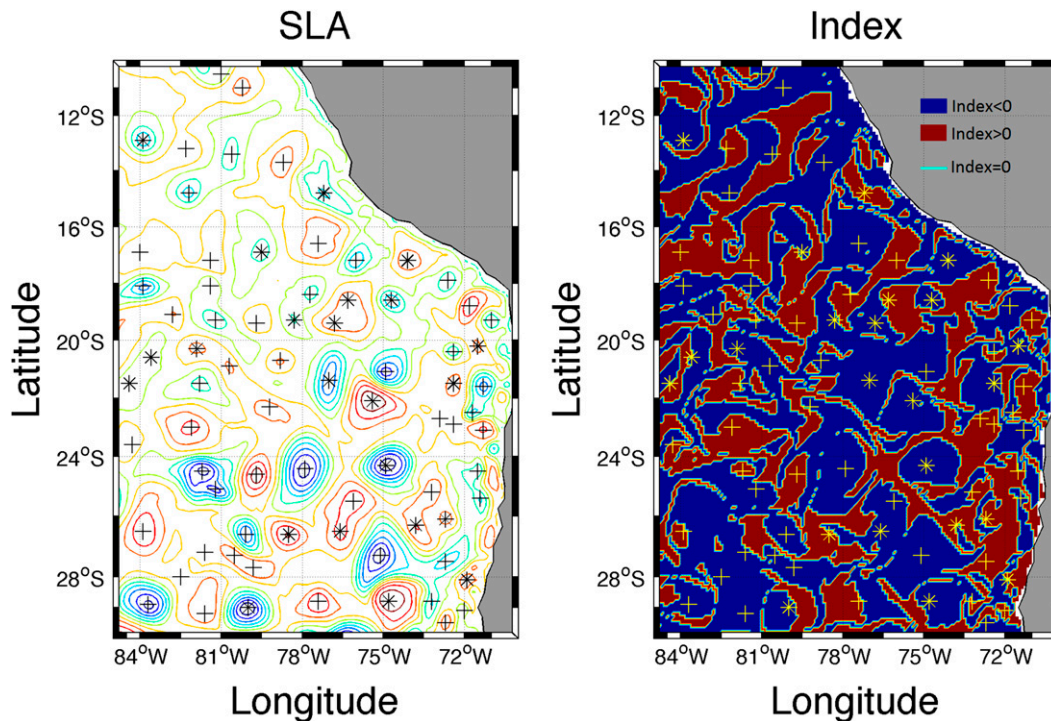 SLA
Index
Latitude
12°S
16°S
20°S
24°S
28°S
84°W
81°W
78°W
75°W
72°W
Longitude
Latitude
12°S
16°S
20°S
24°S
28°S
Index<0
Index>0
Index=0
84°W
81°W
78°W
75°W
72°W
Longitude